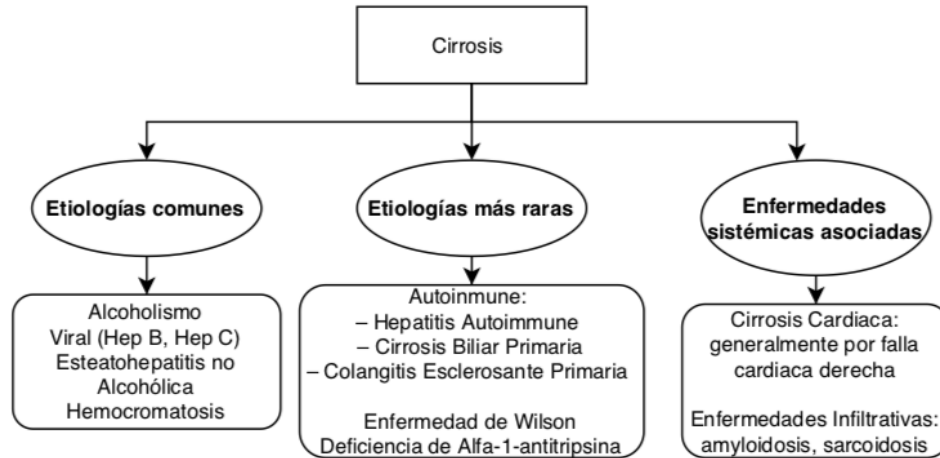 Cirrosis
Etiologías comunes
Etiologías más raras
Enfermedades
sistémicas asociadas
Alcoholismo
Viral (Hep B, Hep C)
Esteatohepatitis no
Alcohólica
Hemocromatosis
Autoinmune:
– Hepatitis Autoimmune
– Cirrosis Biliar Primaria
– Colangitis Esclerosante Primaria
Enfermedad de Wilson
Deficiencia de Alfa-1-antitripsina
Cirrosis Cardiaca:
generalmente por falla
cardiaca derecha
Enfermedades Infiltrativas:
amyloidosis, sarcoidosis